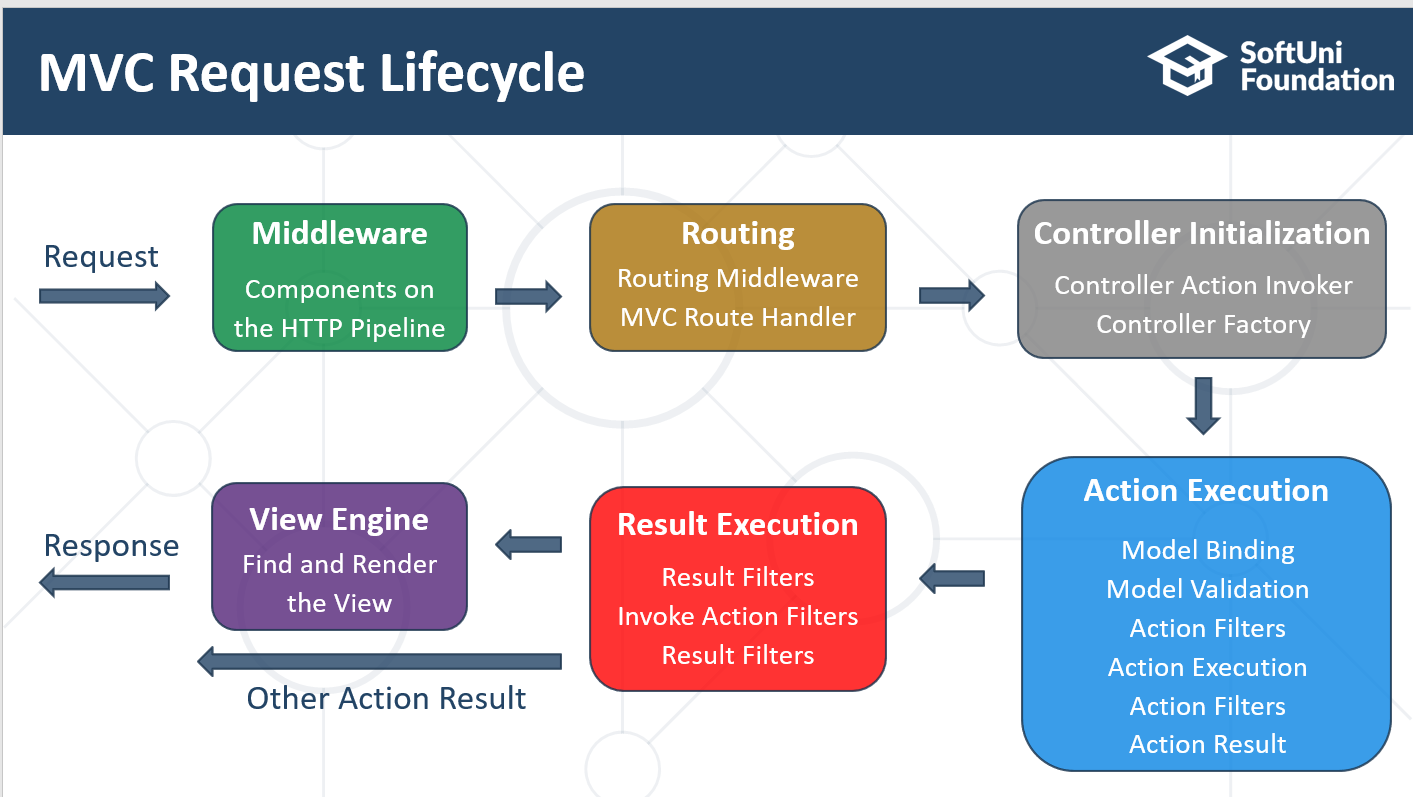 MVC Request Lifecycle
SoftUni
Foundation
Request
Middleware
Components on
the HTTP Pipeline
Routing
Routing Middleware
MVC Route Handler
Controller Initialization
Controller Action Invoker
Controller Factory
Action Execution
Model Binding
Model Validation
Action Filters
Action Execution
Action Filters
Action Result
Result Execution
Result Filters
Invoke Action Filters
Result Filters
View Engine
Find and Render
the View
Response
Other Action Result